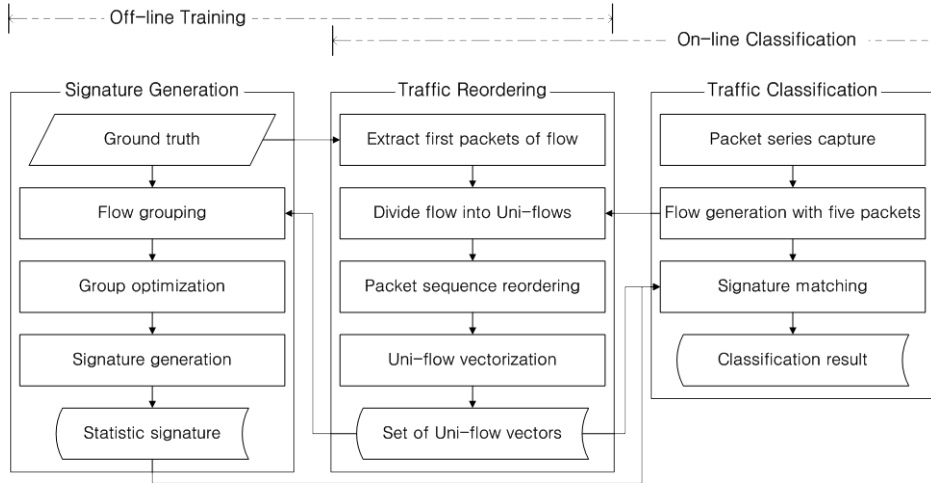 Off-line Training
On-line Classification
Signature Generation
Ground truth
Flow grouping
Group optimization
Signature generation
Statistic signature
Traffic Reordering
Extract first packets of flow
Divide flow into Uni-flows
Packet sequence reordering
Uni-flow vectorization
Set of Uni-flow vectors
Traffic Classification
Packet series capture
Flow generation with five packets
Signature matching
Classification result